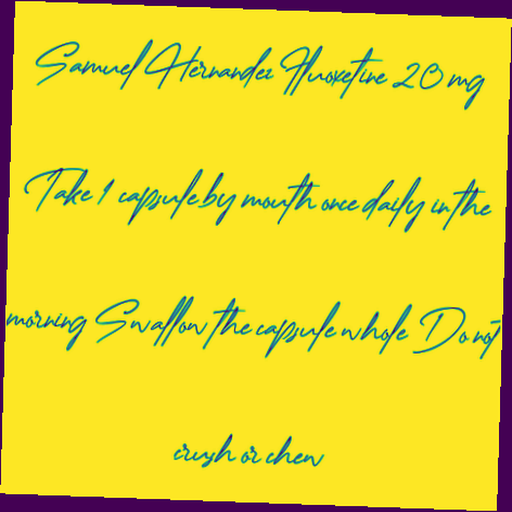 Samuel Hernandez Fluoxetine 20 mg
Take 1 capsule by mouth once daily in the
morning Swallow the capsule whole Do not
crush or chew